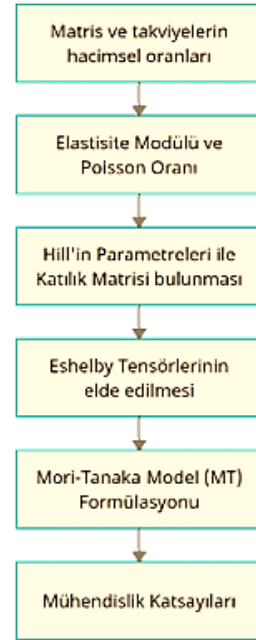 Matris ve takviyelerin
hacimsel oranları
Elastisite Modülü ve
Poisson Oranı
Hill'in Parametreleri ile
Katılık Matrisi bulunması
Eshelby Tensörlerinin
elde edilmesi
Mori-Tanaka Model (MT)
Formülasyonu
Mühendislik Katsayıları